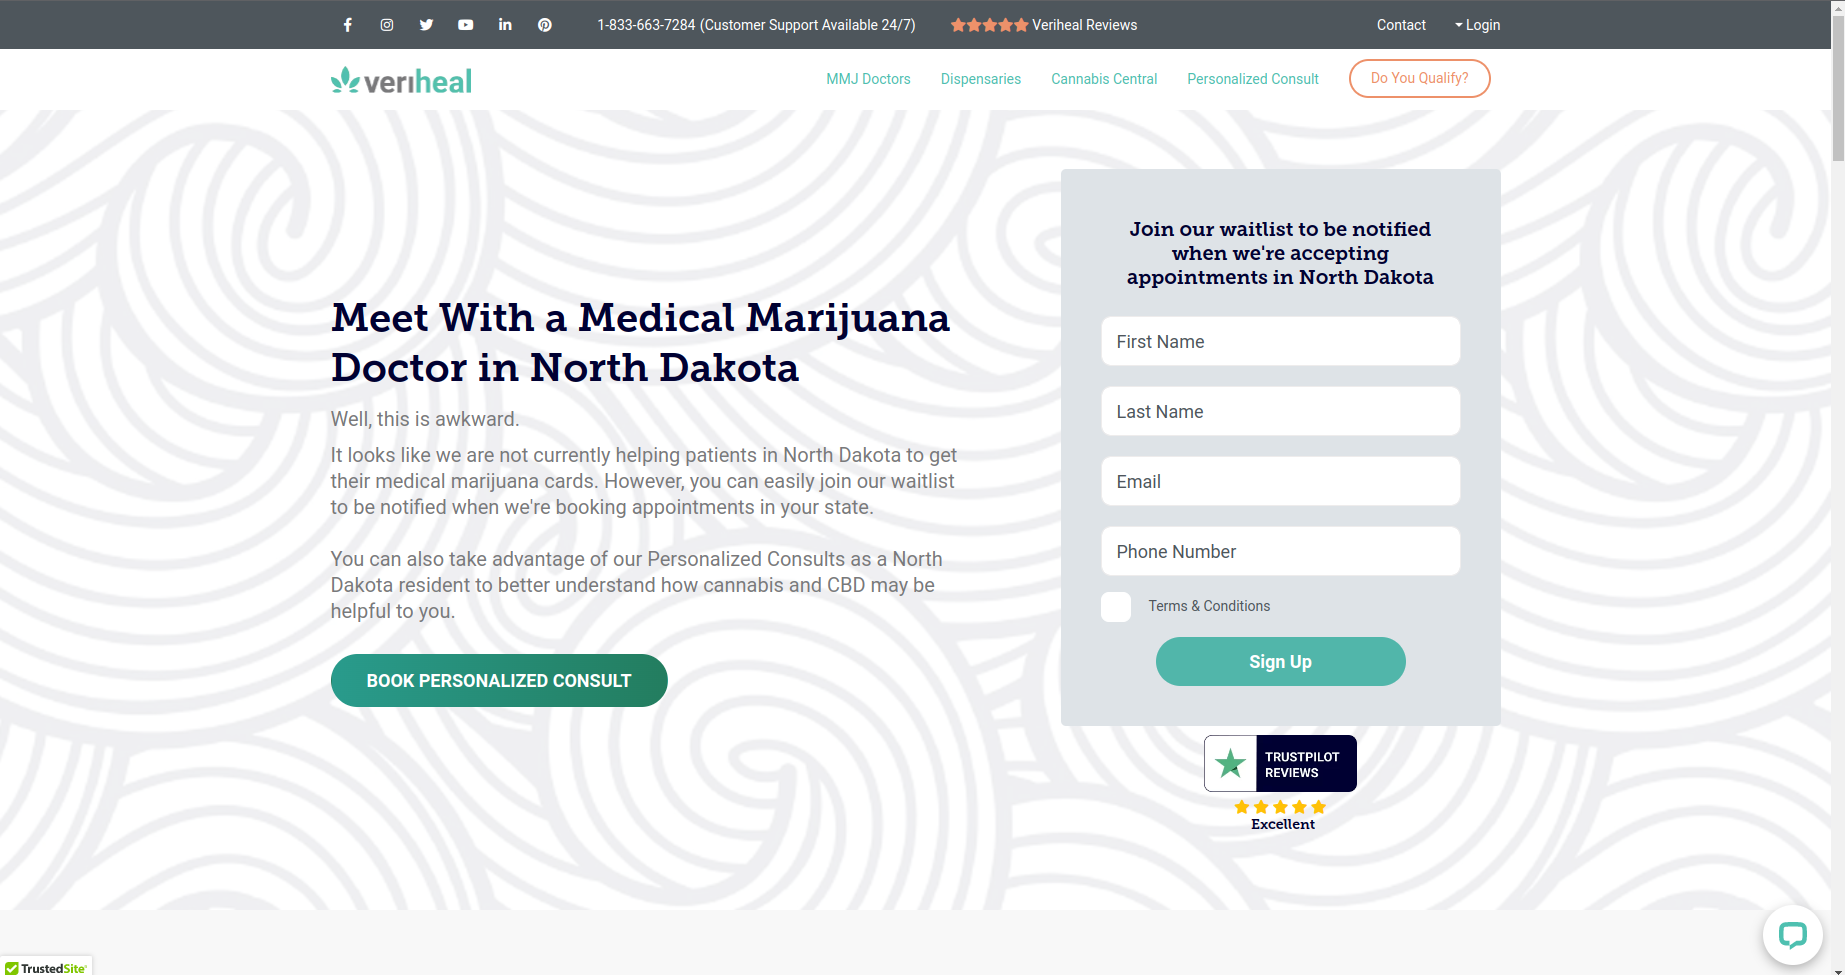 1-833-663-7284 (Customer Support Available 24/7)
Veriheal Reviews
Contact
Login
veriheal
MMJ Doctors
Dispensaries
Cannabis Central
Personalized Consult
Do You Qualify?
Meet With a Medical Marijuana
Doctor in North Dakota
Well, this is awkward.
It looks like we are not currently helping patients in North Dakota to get
their medical marijuana cards. However, you can easily join our waitlist
to be notified when we're booking appointments in your state.
You can also take advantage of our Personalized Consults as a North
Dakota resident to better understand how cannabis and CBD may be
helpful to you.
BOOK PERSONALIZED CONSULT
Join our waitlist to be notified
when we're accepting
appointments in North Dakota
First Name
Last Name
Email
Phone Number
Terms & Conditions
Sign Up
TRUSTPILOT
REVIEWS
Excellent
TrustedSite